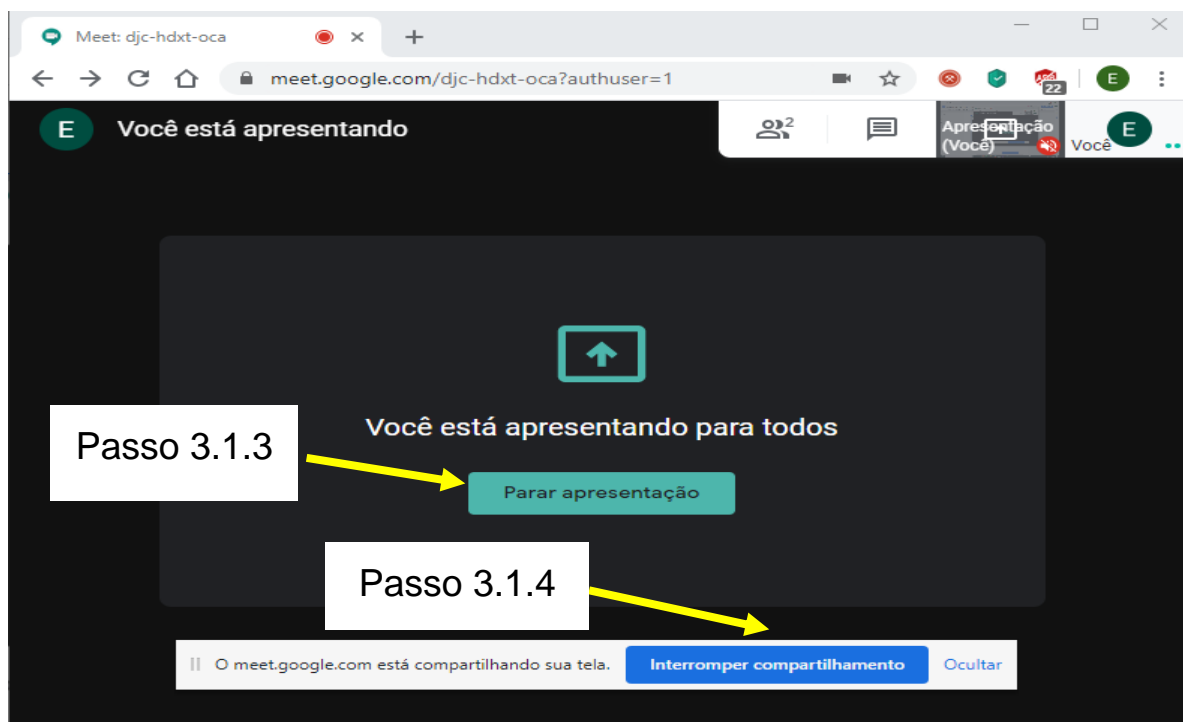 Meet: djc-hdxt-oca
meet.google.com/djc-hdxt-oca?authuser=1
22
E
E
Você está apresentando
2
Apresentação
(Você)
Você
E
Você está apresentando para todos
Passo 3.1.3
Parar apresentação
Passo 3.1.4
O meet.google.com está compartilhando sua tela.
Interromper compartilhamento
Ocultar